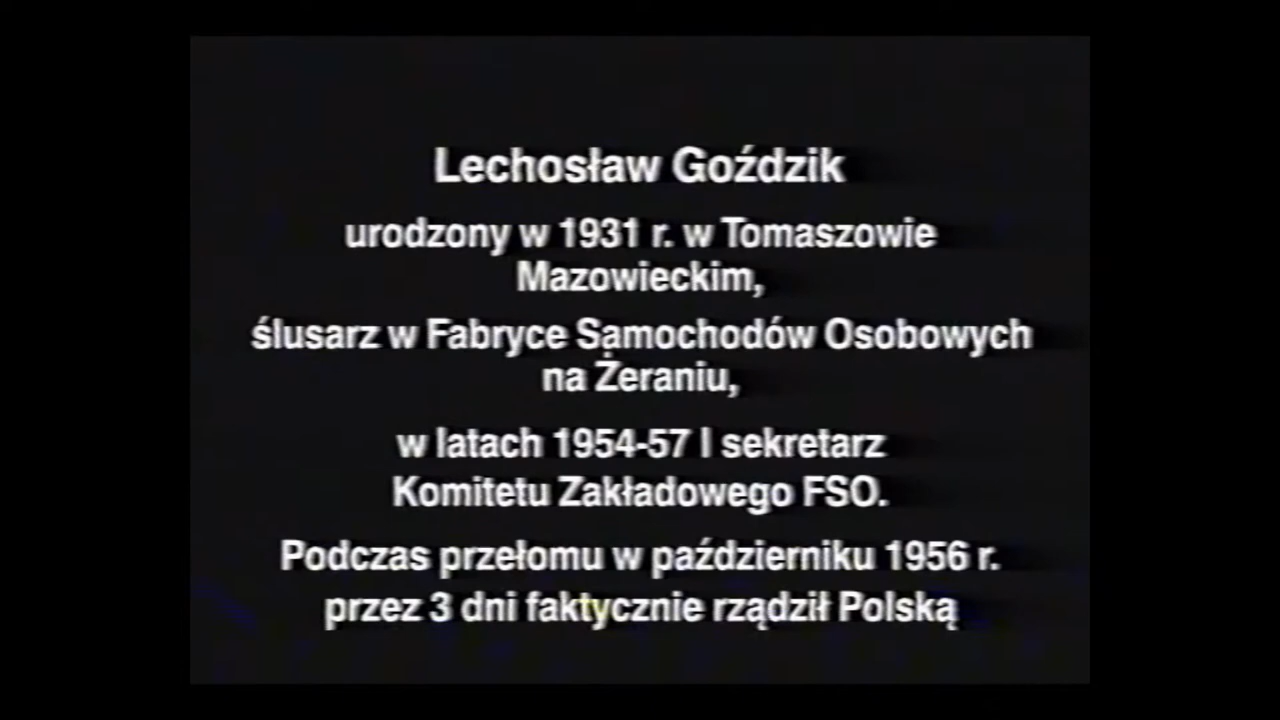 Lechosław Goździk
urodzony w 1931 r. w Tomaszowie
Mazowieckim,
ślusarz w Fabryce Samochodów Osobowych
na Żeraniu,
w latach 1954-57 I sekretarz
Komitetu Zakładowego FSO.
Podczas przełomu w październiku 1956 r.
przez 3 dni faktycznie rządził Polską